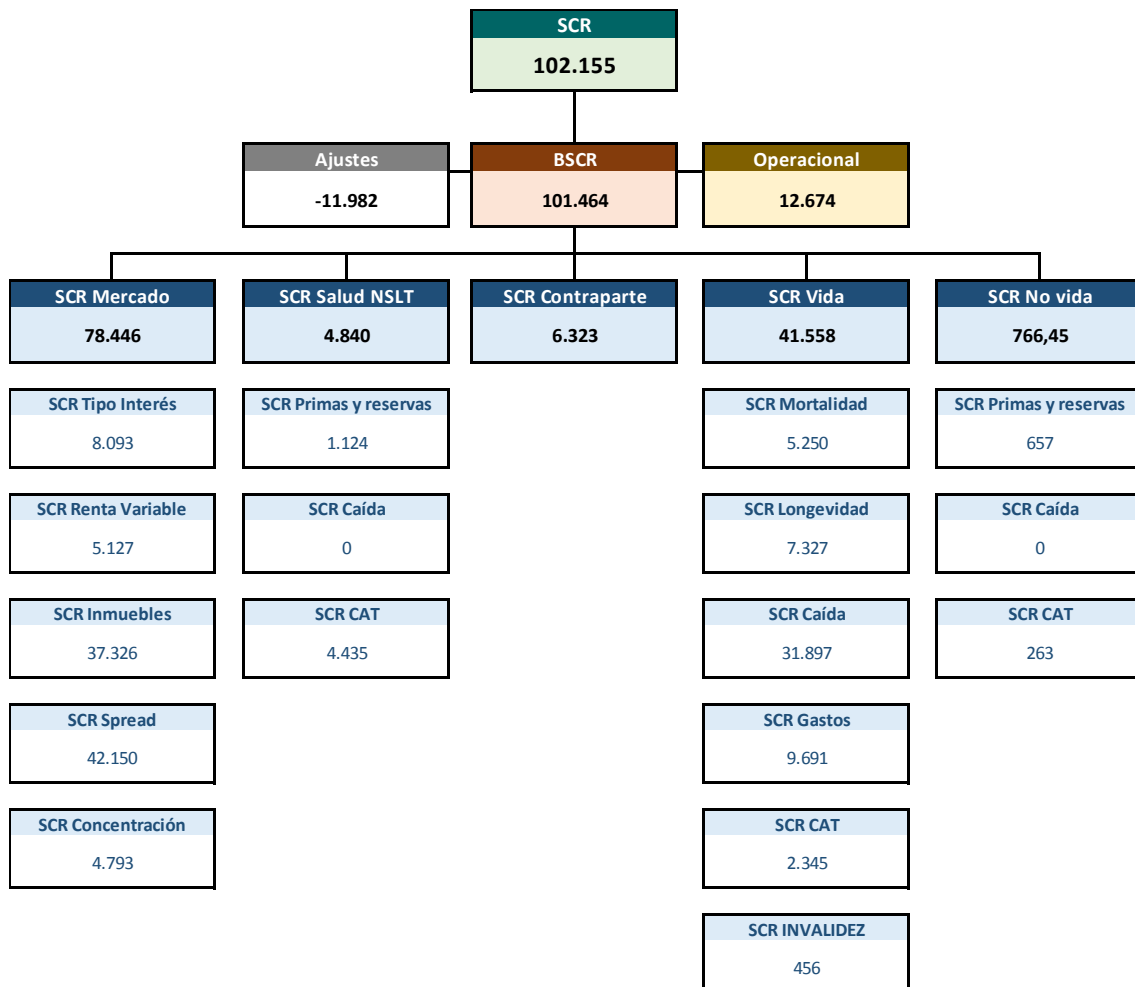 SCR
102.155
Ajustes
-11.982
BSCR
101.464
Operacional
12.674
SCR Mercado
78.446
SCR Salud NSLT
4.840
SCR Contraparte
6.323
SCR Vida
41.558
SCR No vida
766,45
SCR Tipo Interés
8.093
SCR Renta Variable
5.127
SCR Inmuebles
37.326
SCR Spread
42.150
SCR Concentración
4.793
SCR Primas y reservas
1.124
SCR Caída
0
SCR CAT
4.435
SCR Mortalidad
5.250
SCR Longevidad
7.327
SCR Caída
31.897
SCR Gastos
9.691
SCR CAT
2.345
SCR INVALIDEZ
456
SCR Primas y reservas
657
SCR Caída
0
SCR CAT
263